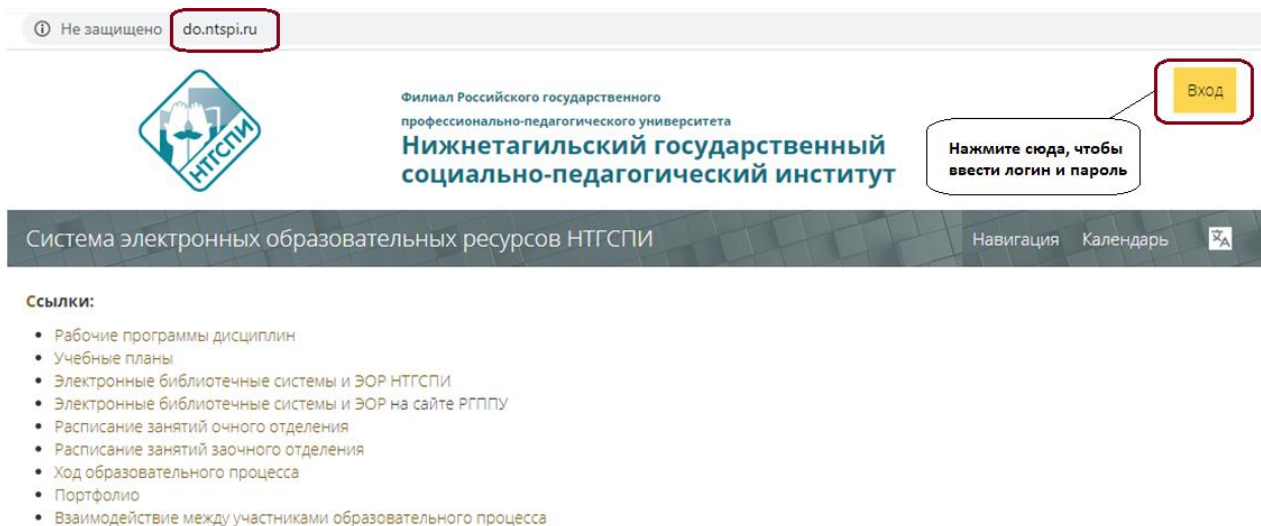 Не защищено do.ntspi.ru
НТГСПИ
Филиал Российского государственного
профессионально-педагогического университета
Нижнетагильский государственный
социально-педагогический институт
Вход
Нажмите сюда, чтобы
ввести логин и пароль
Система электронных образовательных ресурсов НТГСПИ
Навигация Календарь
Ссылки:
Рабочие программы дисциплин
Учебные планы
Электронные библиотечные системы и ЭОР НТГСПИ
Электронные библиотечные системы и ЭОР на сайте РГППУ
Расписание занятий очного отделения
Расписание занятий заочного отделения
Ход образовательного процесса
Портфолио
Взаимодействие между участниками образовательного процесса